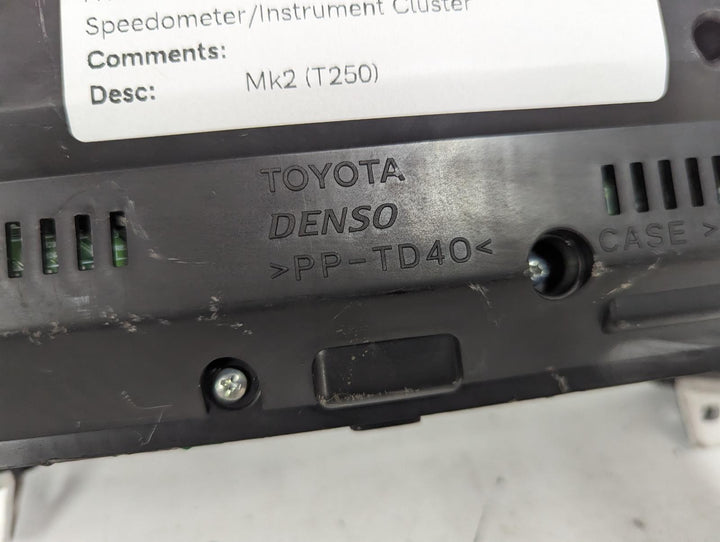 Speedometer/Instrument Cluster
Comments:
Desc: Mk2 (T250)
TOYOTA
DENSO
>PP-TD40<
CASE >